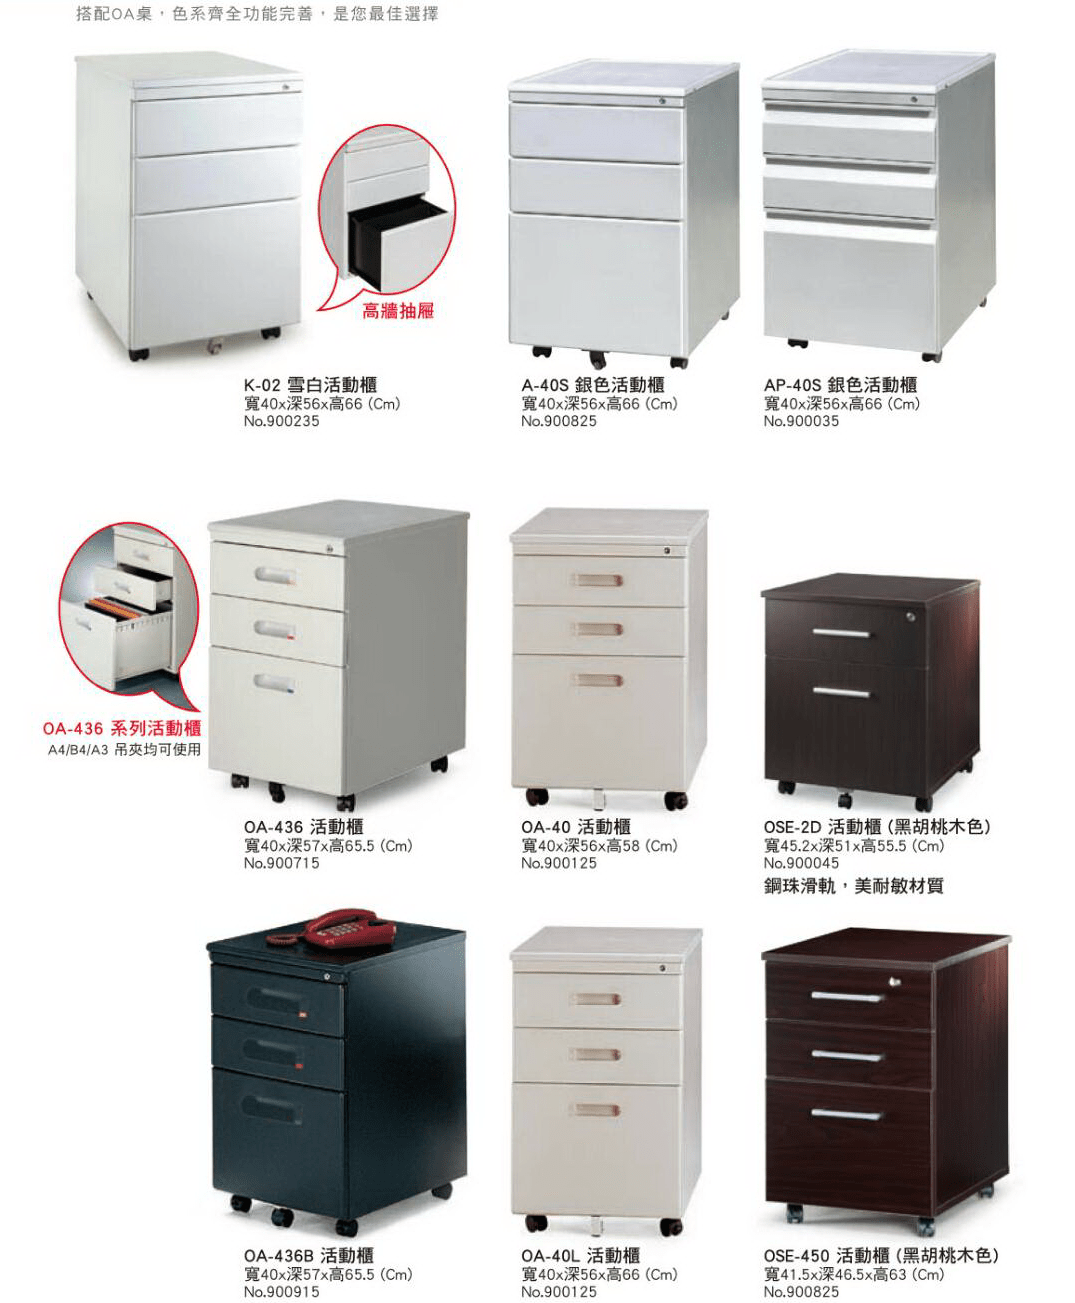 搭配OA桌，色系齊全功能完善，是您最佳選擇
高牆抽屜
K-02 雪白活動櫃
寬40x深56x高66 (Cm)
No.900235
A-40S 銀色活動櫃
寬40x深56x高66 (Cm)
No.900825
AP-40S 銀色活動櫃
寬40x深56x高66 (Cm)
No.900035
OA-436 系列活動櫃
A4/B4/A3 吊夾均可使用
OA-436 活動櫃
寬40x深57x高65.5 (Cm)
No.900715
OA-40 活動櫃
寬40x深56x高58 (Cm)
No.900125
OSE-2D 活動櫃 (黑胡桃木色)
寬45.2x深51x高55.5 (Cm)
No.900045
鋼珠滑軌，美耐敏材質
OA-436B 活動櫃
寬40x深57x高65.5 (Cm)
No.900915
OA-40L 活動櫃
寬40x深56x高66 (Cm)
No.900125
OSE-450 活動櫃 (黑胡桃木色)
寬41.5x深46.5x高63 (Cm)
No.900825